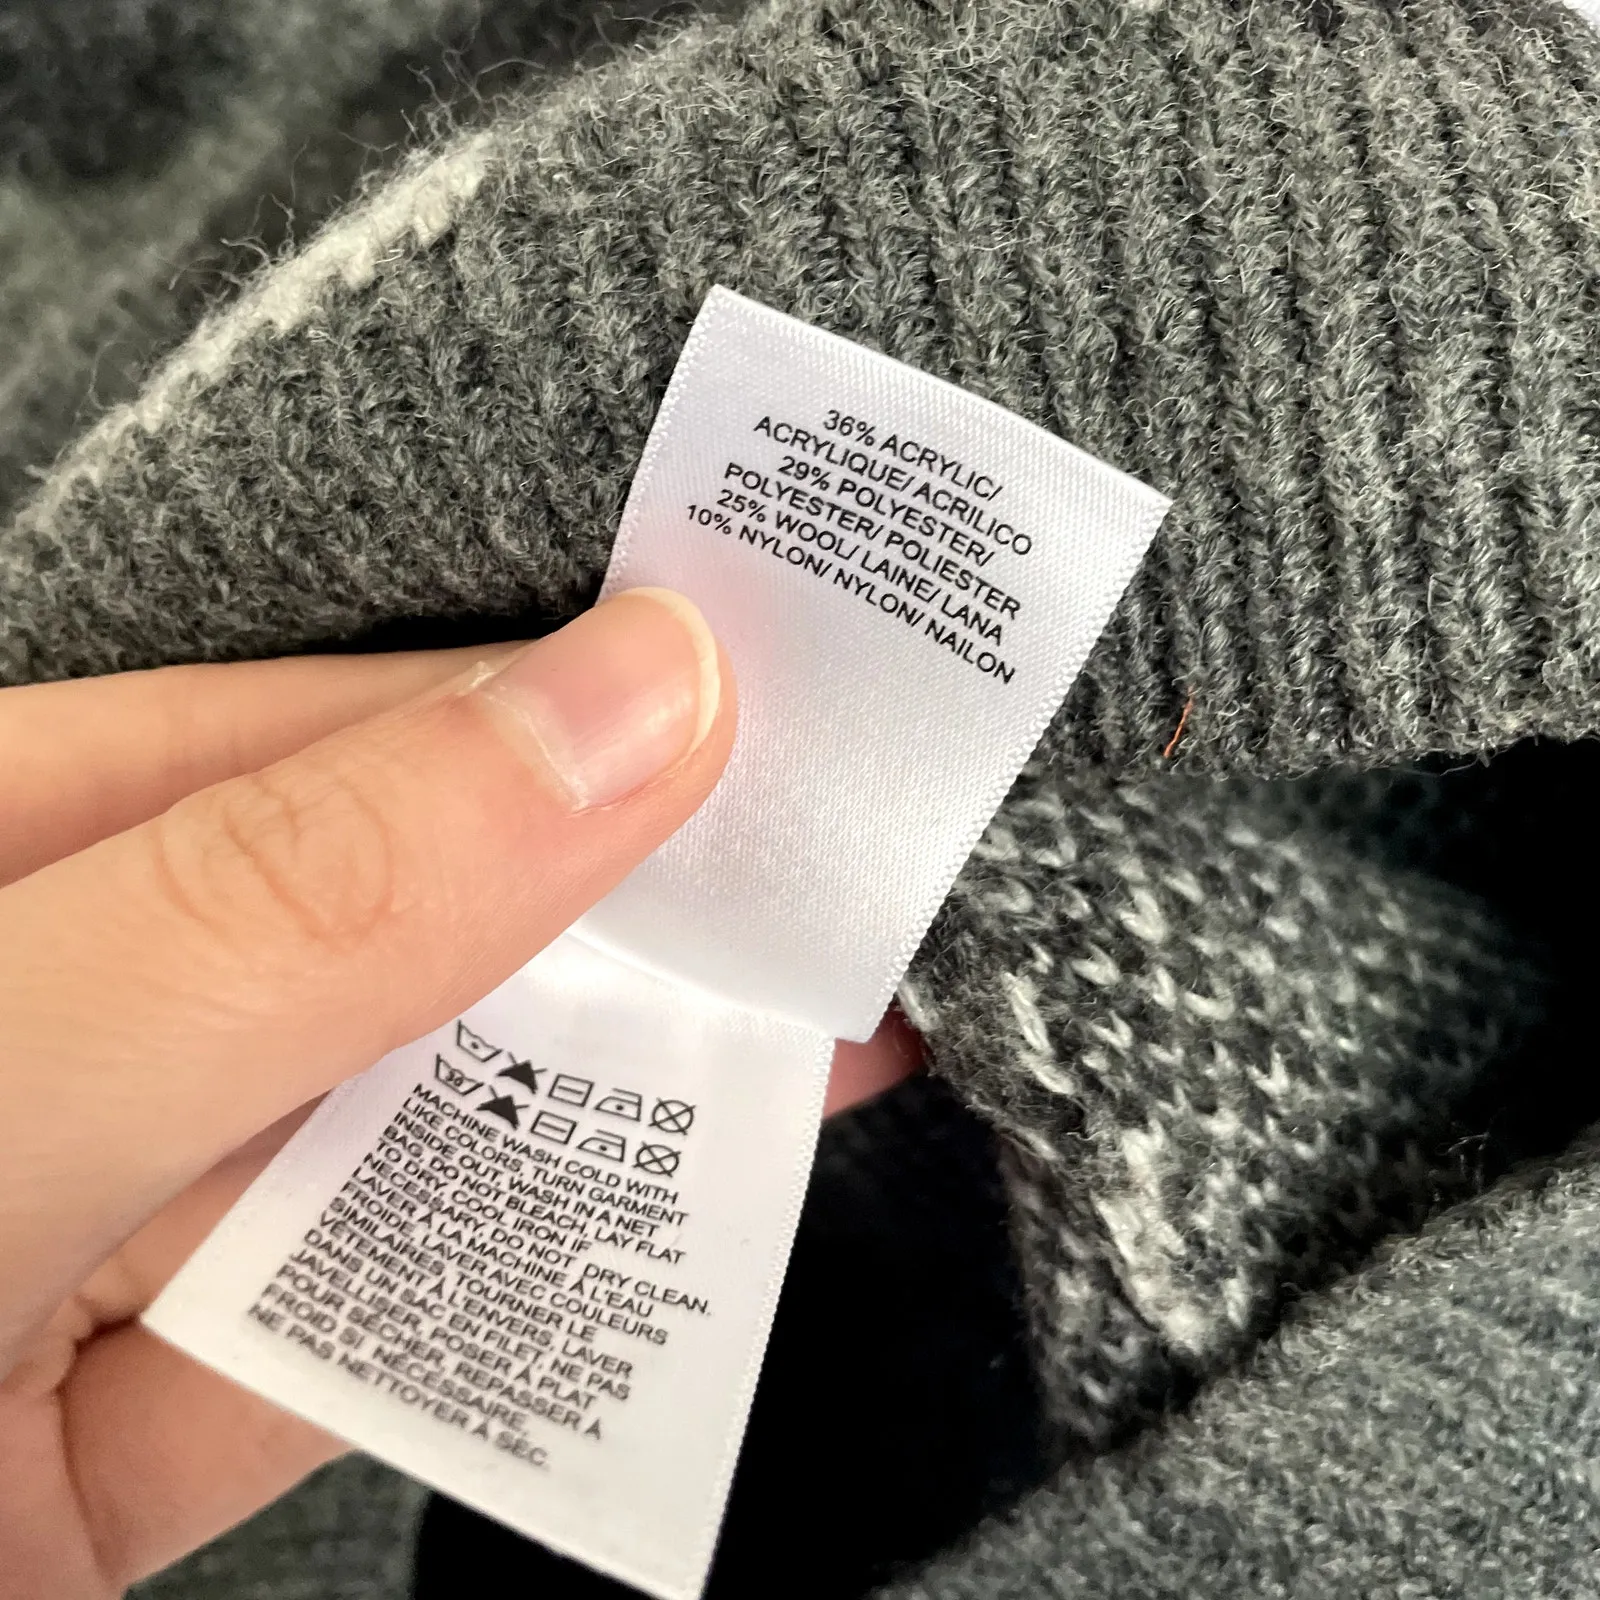 36% ACRYLIC/
ACRYLIQUE/ ACRILICO
29% POLYESTER/
POLYESTER/ POLIESTER
25% WOOL/ LAINE/ LANA
10% NYLON/ NYLON/ NAILON
30
MACHINE WASH COLD WITH
LIKE COLORS, TURN GARMENT
INSIDE OUT, WASH IN A NET
BAG, DO NOT BLEACH, LAY FLAT
TO DRY, COOL IRON IF
NECESSARY, DO NOT DRY CLEAN.
LAVER À LA MACHINE À L'EAU
FROIDE, LAVER AVEC COULEURS
SIMILAIRES, TOURNER LE
VÊTEMENT À L'ENVERS, LAVER
DANS UN SAC EN FILET, NE PAS
JAVELLISER, POSER À PLAT
POUR SÉCHER, REPASSER À
FROID SI NÉCESSAIRE,
NE PAS NETTOYER À SEC.